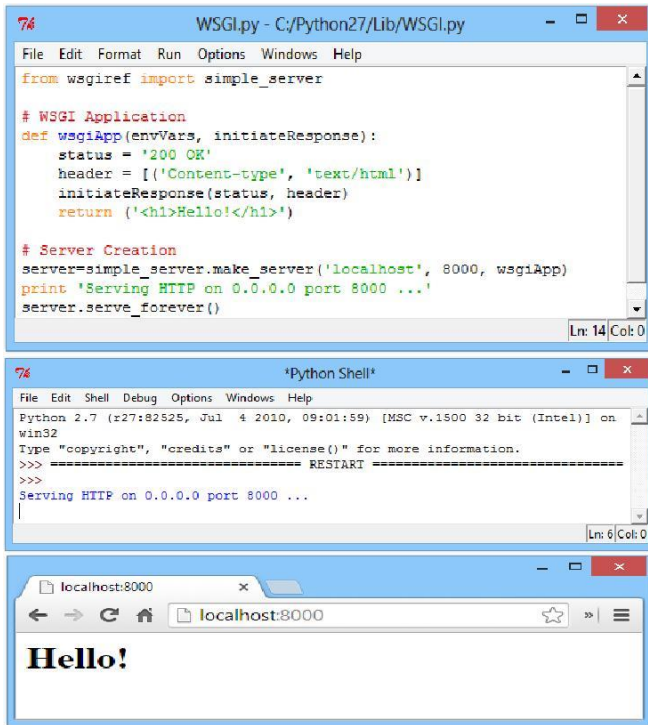 WSGI.py - C:/Python27/Lib/WSGI.py
File Edit Format Run Options Windows Help
from wsgiref import simple_server
# WSGI Application
def wsgiApp(envVars, initiateResponse):
    status = '200 OK'
    header = [('Content-type', 'text/html')]
    initiateResponse(status, header)
    return ('<h1>Hello!</h1>')
# Server Creation
server=simple_server.make_server('localhost', 8000, wsgiApp)
print 'Serving HTTP on 0.0.0.0 port 8000 ...'
server.serve_forever()
Ln: 14 Col: 0
*Python Shell*
File Edit Shell Debug Options Windows Help
Python 2.7 (r27:82525, Jul  4 2010, 09:01:59) [MSC v.1500 32 bit (Intel)] on
win32
Type "copyright", "credits" or "license()" for more information.
>>> ================================ RESTART ================================
>>>
Serving HTTP on 0.0.0.0 port 8000 ...
Ln: 6 Col: 0
localhost:8000
localhost:8000
Hello!